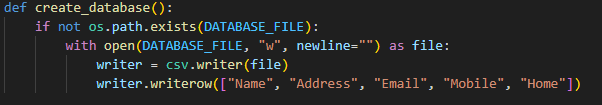 def create_database():
    if not os.path.exists(DATABASE_FILE):
        with open(DATABASE_FILE, "w", newline="") as file:
            writer = csv.writer(file)
            writer.writerow(["Name", "Address", "Email", "Mobile", "Home"])